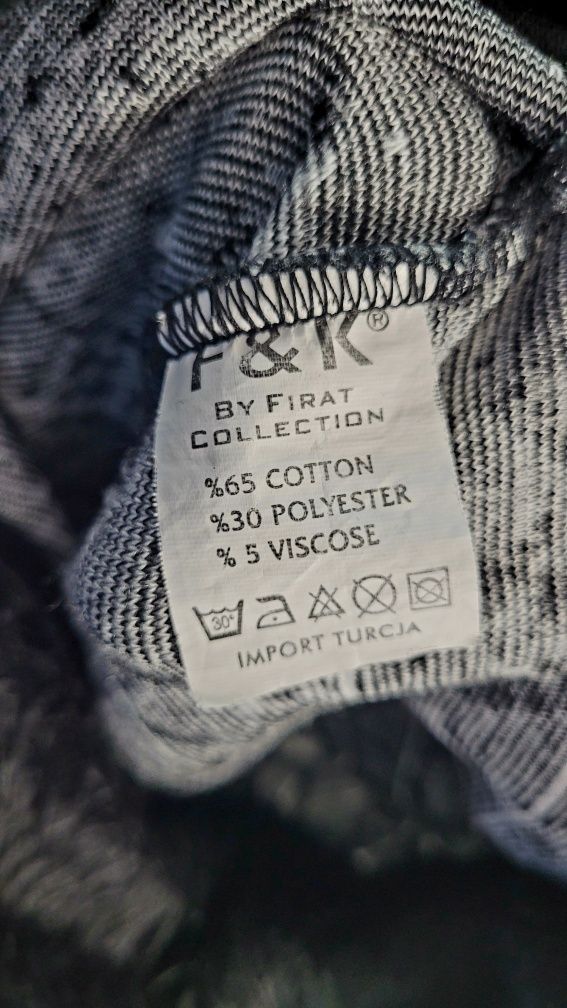 F & K®
BY FIRAT
COLLECTION
%65 COTTON
%30 POLYESTER
% 5 VISCOSE
30°
IMPORT TURCJA